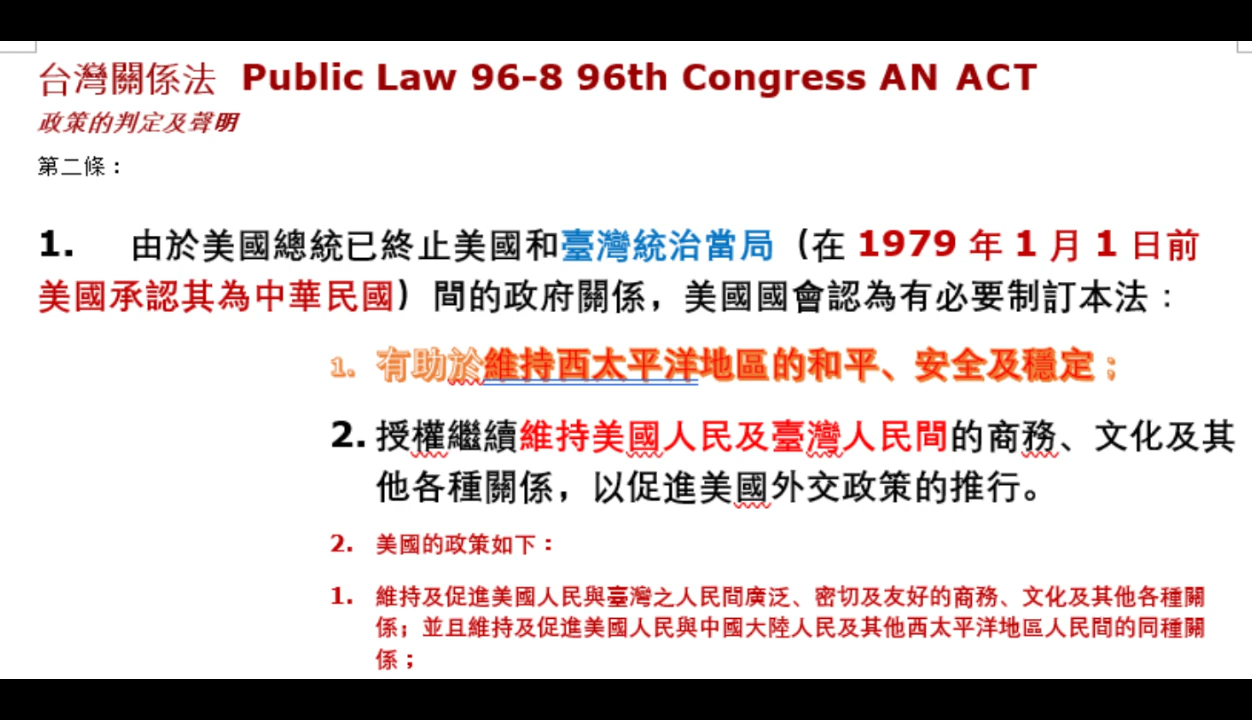 台灣關係法 Public Law 96-8 96th Congress AN ACT
政策的判定及聲明
第二條：
1. 由於美國總統已終止美國和臺灣統治當局（在 1979 年 1 月 1 日前
美國承認其為中華民國）間的政府關係，美國國會認為有必要制訂本法：
1. 有助於維持西太平洋地區的和平、安全及穩定；
2. 授權繼續維持美國人民及臺灣人民間的商務、文化及其
他各種關係，以促進美國外交政策的推行。
2. 美國的政策如下：
1. 維持及促進美國人民與臺灣之人民間廣泛、密切及友好的商務、文化及其他各種關
係；並且維持及促進美國人民與中國大陸人民及其他西太平洋地區人民間的同種關
係；